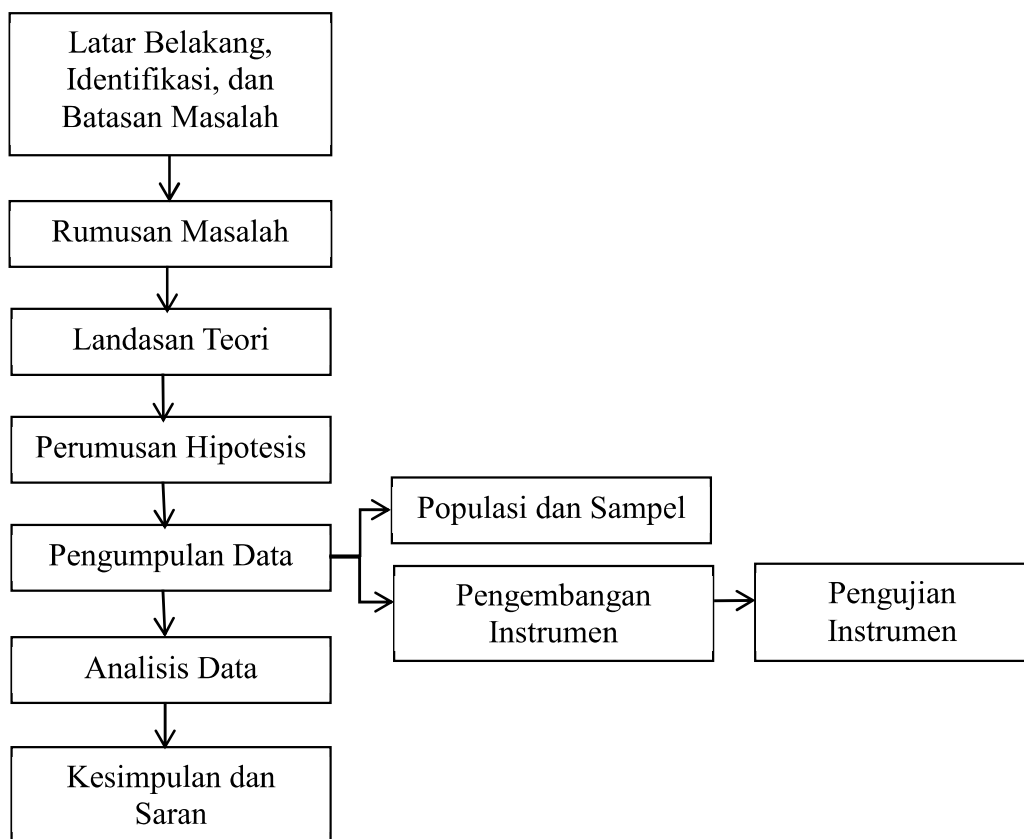 Latar Belakang,
Identifikasi, dan
Batasan Masalah
Rumusan Masalah
Landasan Teori
Perumusan Hipotesis
Pengumpulan Data
Populasi dan Sampel
Pengembangan
Instrumen
Pengujian
Instrumen
Analisis Data
Kesimpulan dan
Saran